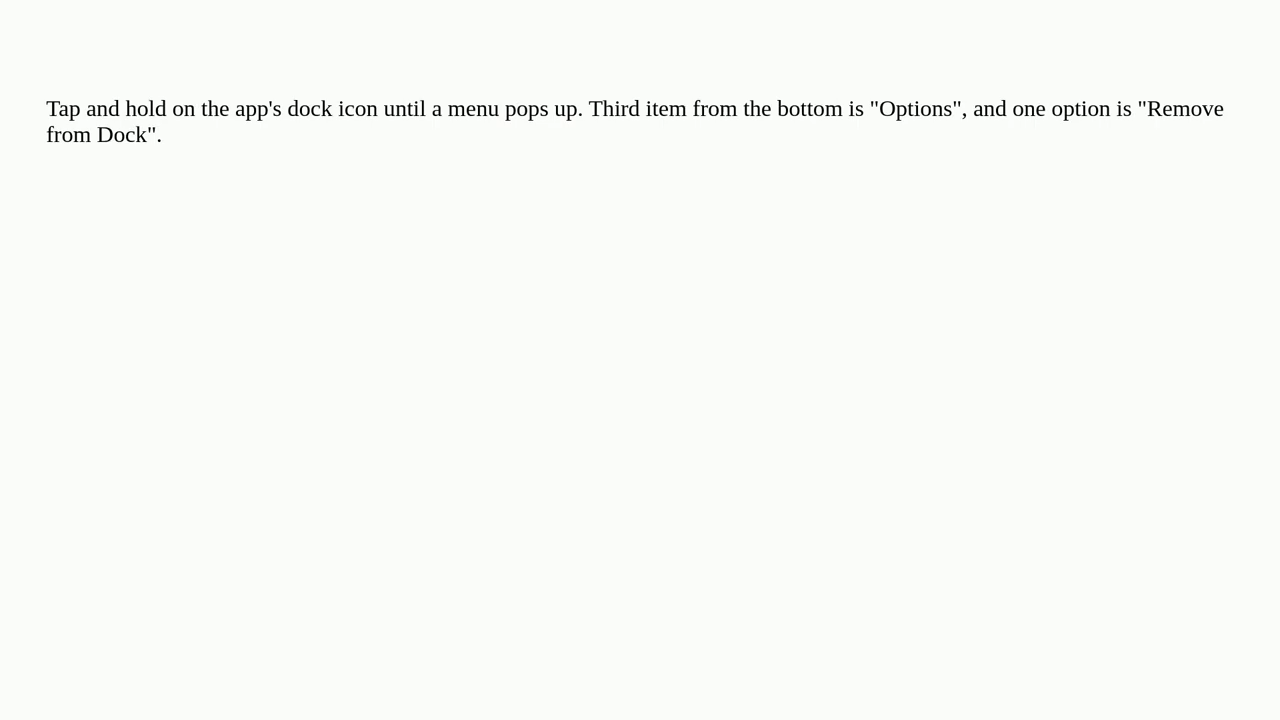 Tap and hold on the app's dock icon until a menu pops up. Third item from the bottom is "Options", and one option is "Remove
from Dock".